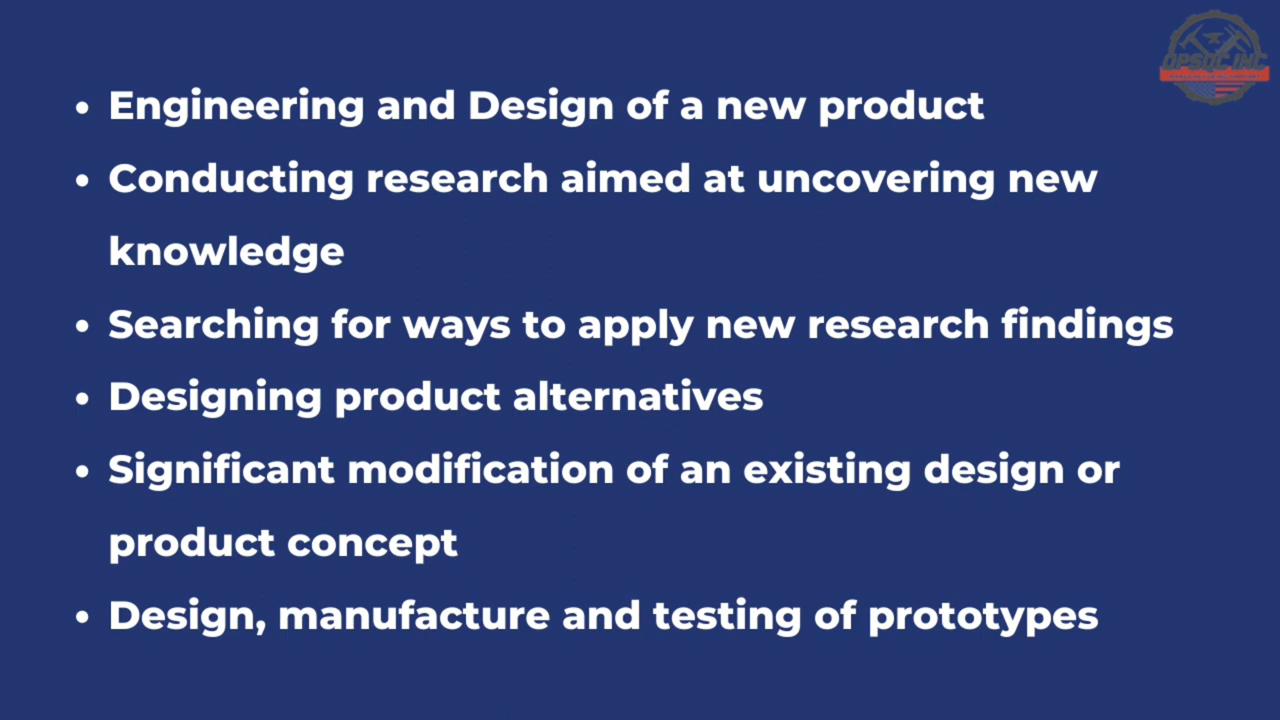 OPSOC INC
• Engineering and Design of a new product
• Conducting research aimed at uncovering new
knowledge
• Searching for ways to apply new research findings
• Designing product alternatives
• Significant modification of an existing design or
product concept
• Design, manufacture and testing of prototypes